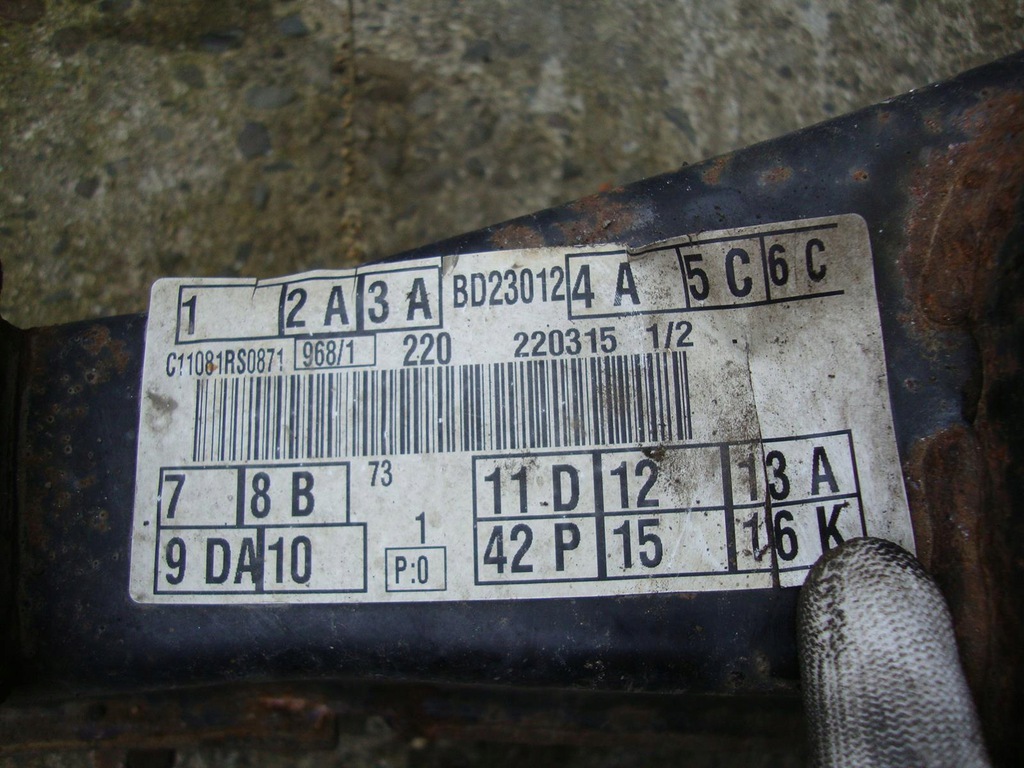 1 2 A 3 A BD23012 4 A 5 C 6 C
C11081RS0871 968/1 220 220315 1/2
7 8 B 73 11 D 12 13 A
9 DA 10 1 P:0 42 P 15 16 K